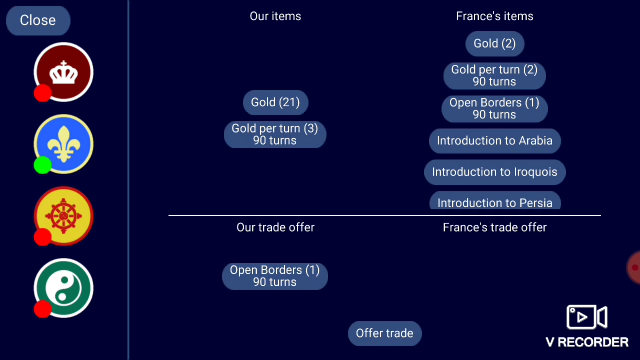 Close
Our items
France's items
Gold (2)
Gold per turn (2)
90 turns
Gold (21)
Open Borders (1)
90 turns
Gold per turn (3)
90 turns
Introduction to Arabia
Introduction to Iroquois
Introduction to Persia
Our trade offer
France's trade offer
Open Borders (1)
90 turns
Offer trade
V RECORDER